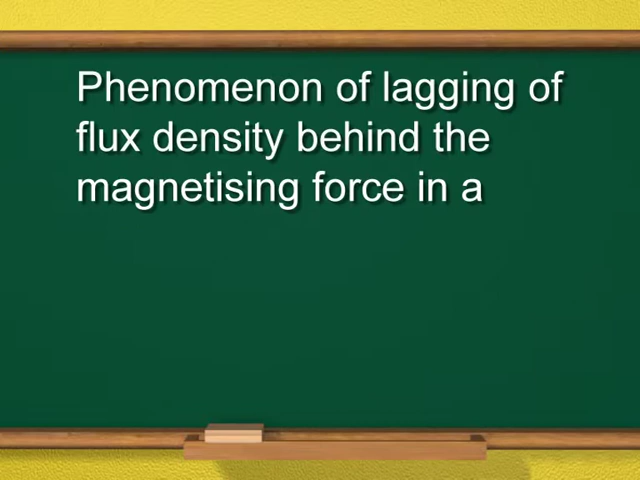 Phenomenon of lagging of
flux density behind the
magnetising force in a